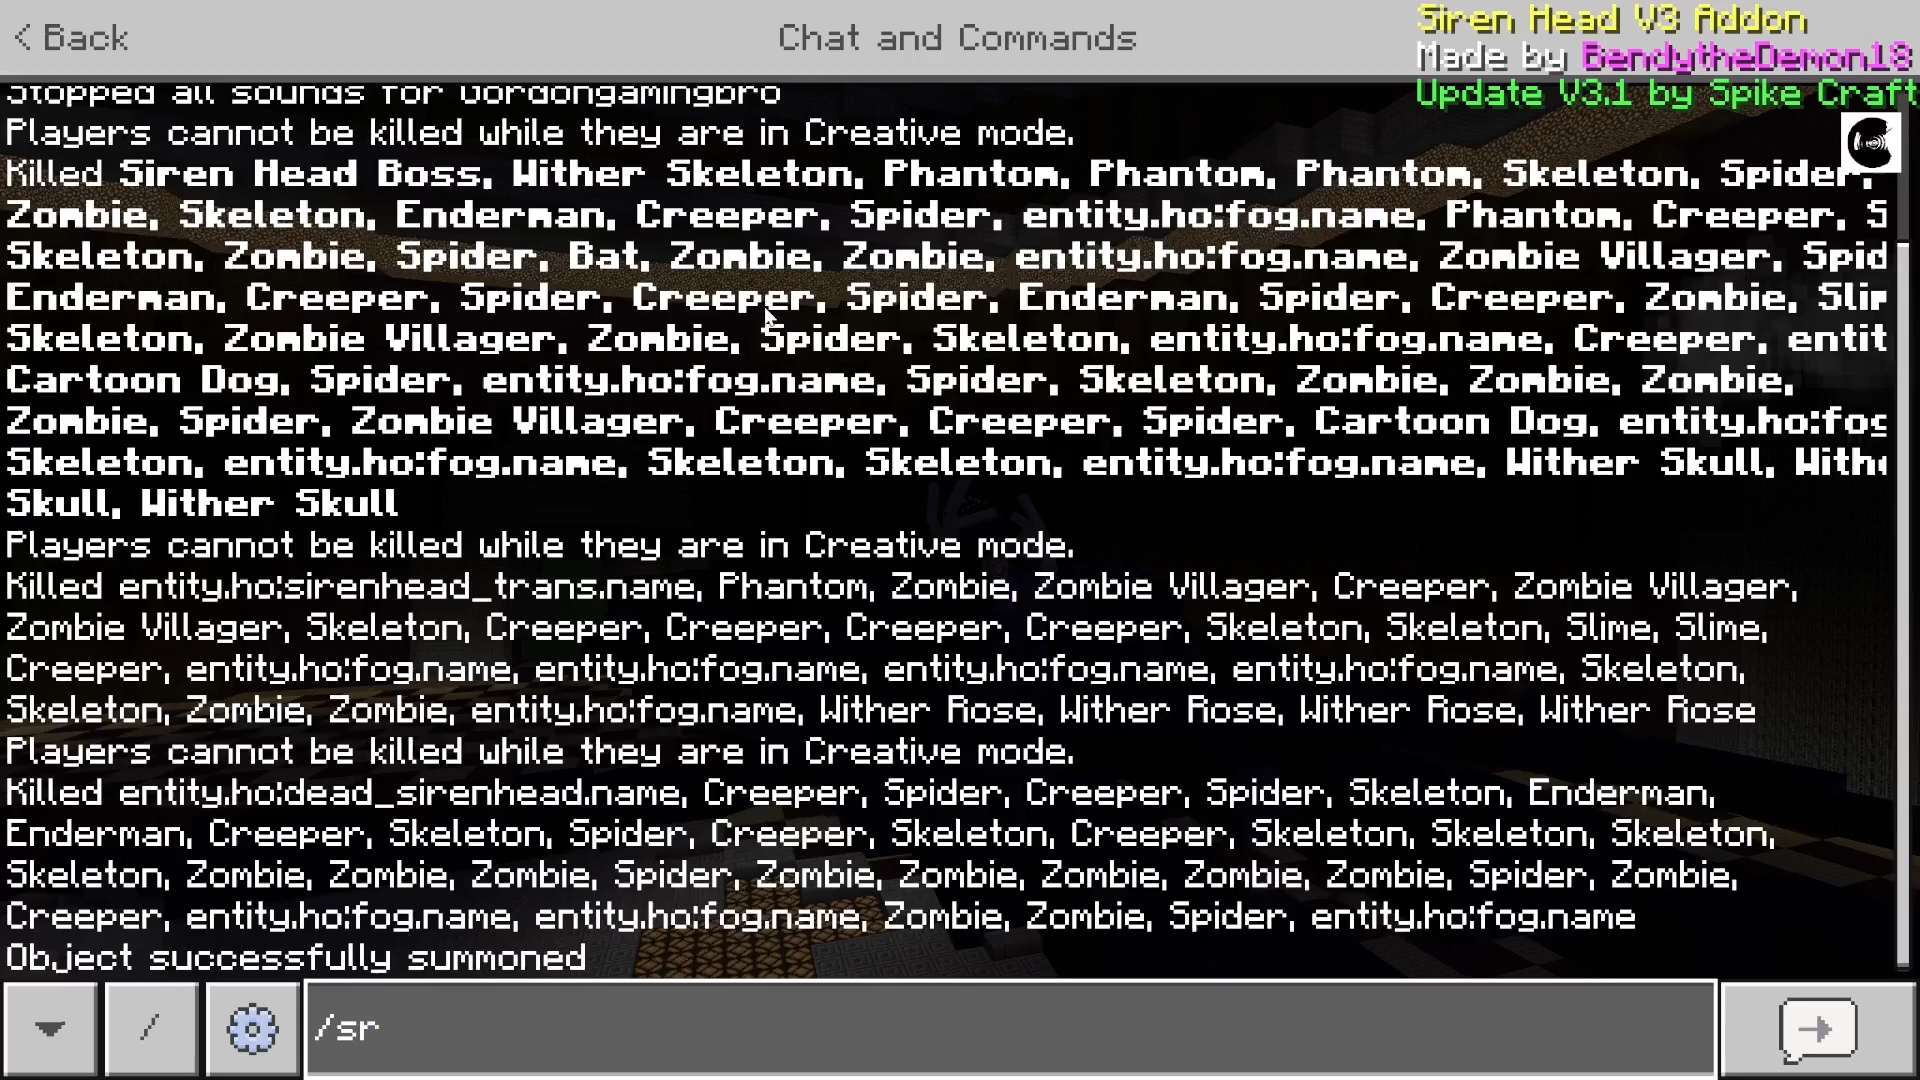 Back
Chat and Commands
Siren Head V3 Addon
Made by BendytheDemon18
Update V3.1 by Spike Craft
Stopped all sounds for Gordongamingbro
Players cannot be killed while they are in Creative mode.
Killed Siren Head Boss, Wither Skeleton, Phantom, Phantom, Phantom, Skeleton, Spider,
Zombie, Skeleton, Enderman, Creeper, Spider, entity.ho:fog.name, Phantom, Creeper, S
Skeleton, Zombie, Spider, Bat, Zombie, Zombie, entity.ho:fog.name, Zombie Villager, Spid
Enderman, Creeper, Spider, Creeper, Spider, Enderman, Spider, Creeper, Zombie,
Skeleton, Zombie Villager, Zombie, Spider, Skeleton, entity.ho:fog.name, Creeper, entit
Cartoon Dog, Spider, entity.ho:fog.name, Spider, Skeleton, Zombie, Zombie, Zombie,
Zombie, Spider, Zombie Villager, Creeper, Creeper, Spider, Cartoon Dog, entity.ho:fog
Skeleton, entity.ho:fog.name, Skeleton, Skeleton, entity.ho:fog.name, Wither Skull, With
Skull, Wither Skull
Players cannot be killed while they are in Creative mode.
Killed entity.ho:sirenhead_trans.name, Phantom, Zombie, Zombie Villager, Creeper, Zombie Villager,
Zombie Villager, Skeleton, Creeper, Creeper, Creeper, Creeper, Skeleton, Skeleton, Slime, Slime,
Creeper, entity.ho:fog.name, entity.ho:fog.name, entity.ho:fog.name, entity.ho:fog.name, Skeleton,
Skeleton, Zombie, Zombie, entity.ho:fog.name, Wither Rose, Wither Rose, Wither Rose, Wither Rose
Players cannot be killed while they are in Creative mode.
Killed entity.ho:dead_sirenhead.name, Creeper, Spider, Creeper, Spider, Skeleton, Enderman,
Enderman, Creeper, Skeleton, Spider, Creeper, Skeleton, Creeper, Skeleton, Skeleton, Skeleton,
Skeleton, Zombie, Zombie, Zombie, Spider, Zombie, Zombie, Zombie, Zombie, Spider, Zombie,
Creeper, entity.ho:fog.name, entity.ho:fog.name, Zombie, Zombie, Spider, entity.ho:fog.name
Object successfully summoned
/
/sr